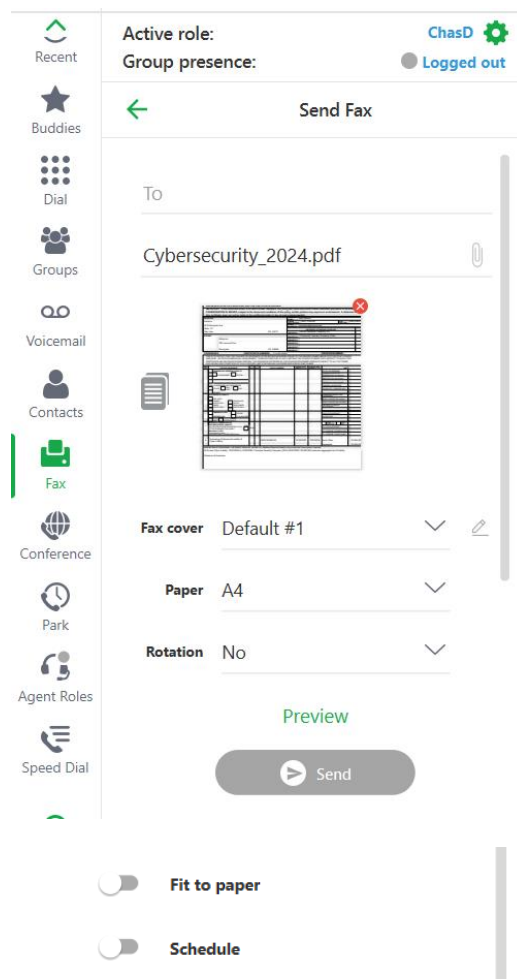 Recent
Buddies
Dial
Groups
Voicemail
Contacts
Fax
Conference
Park
Agent Roles
Speed Dial
Active role: ChasD
Group presence: Logged out
Send Fax
To
Cybersecurity_2024.pdf
Fax cover Default #1
Paper A4
Rotation No
Preview
Send
Fit to paper
Schedule